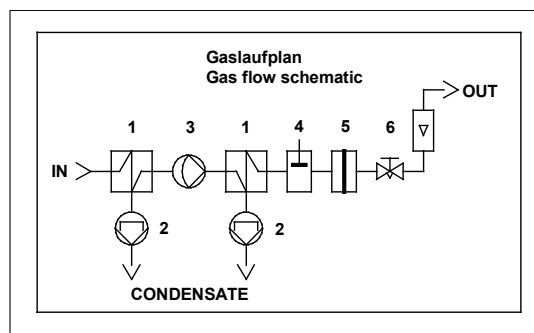 Gaslaufplan
Gas flow schematic
OUT
1 3 1 4 5 6
IN
2 2
CONDENSATE